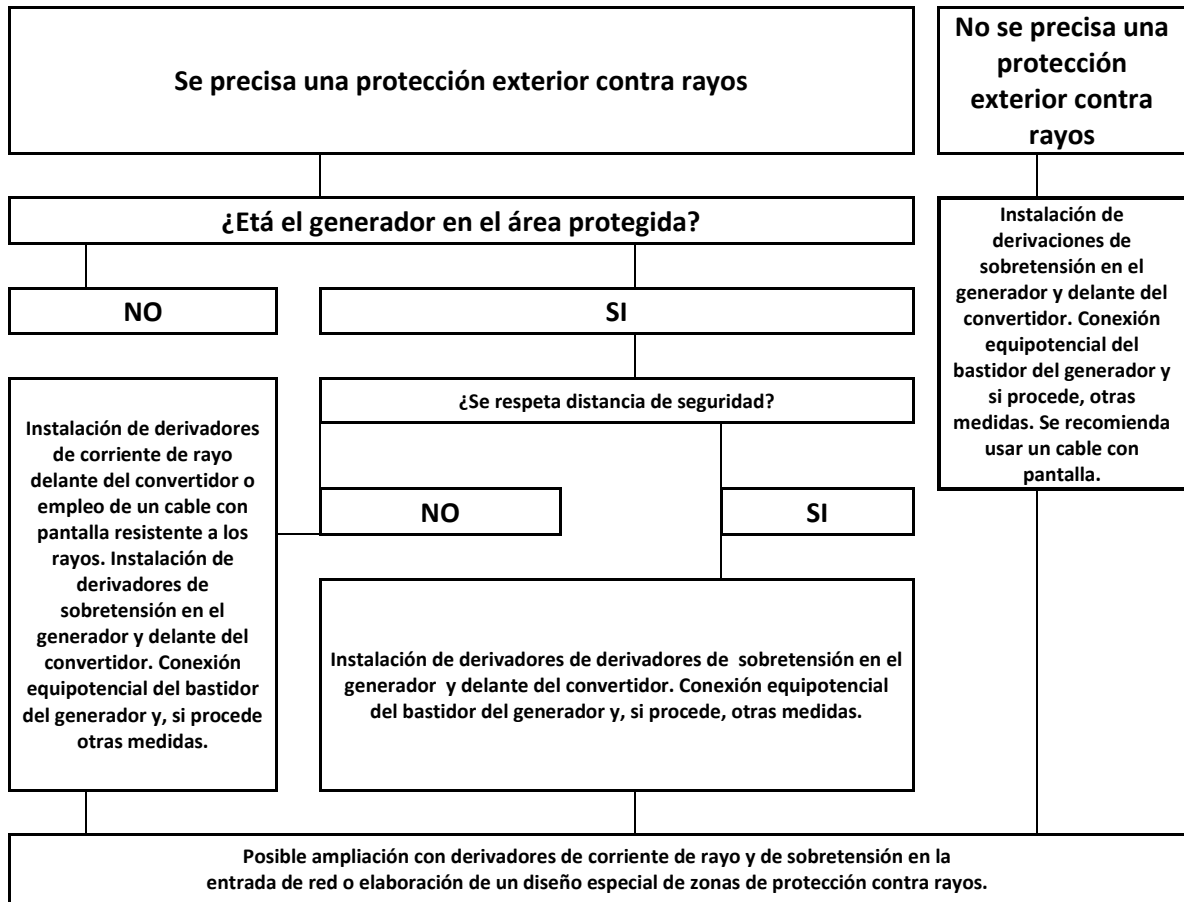 Se precisa una protección exterior contra rayos
No se precisa una
protección
exterior contra
rayos
¿Etá el generador en el área protegida?
Instalación de
derivaciones de
sobretensión en el
generador y delante del
convertidor. Conexión
equipotencial del
bastidor del generador y
si procede, otras
medidas. Se recomienda
usar un cable con
pantalla.
NO
SI
¿Se respeta distancia de seguridad?
Instalación de derivadores
de corriente de rayo
delante del convertidor o
empleo de un cable con
pantalla resistente a los
rayos. Instalación de
derivadores de
sobretensión en el
generador y delante del
convertidor. Conexión
equipotencial del bastidor
del generador y, si procede
otras medidas.
NO
SI
Instalación de derivadores de derivadores de  sobretensión en el
generador  y delante del convertidor. Conexión equipotencial
del bastidor del generador y, si procede, otras medidas.
Posible ampliación con derivadores de corriente de rayo y de sobretensión en la
entrada de red o elaboración de un diseño especial de zonas de protección contra rayos.